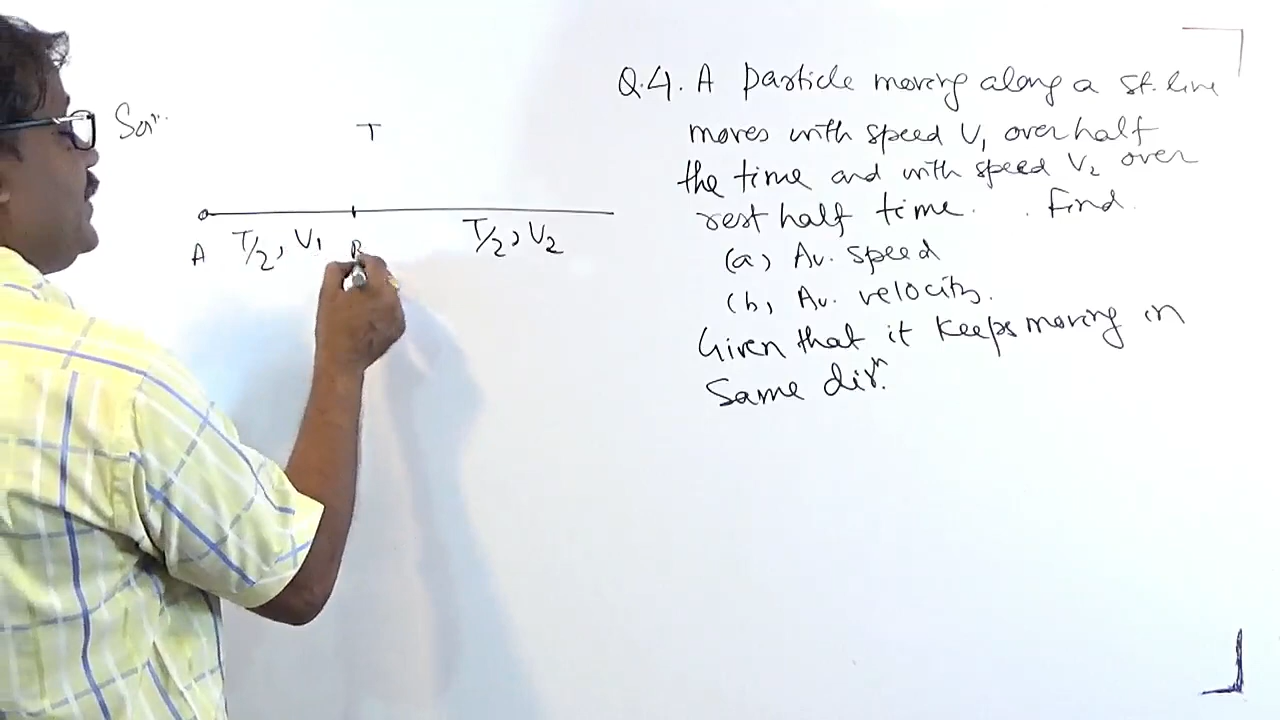 Soln.
T
A T/2, V1 B T/2, V2
Q.4. A particle moving along a st. line
moves with speed V1 over half
the time and with speed V2 over
rest half time. Find
(a) Av. speed
(b) Av. velocity.
Given that it keeps moving in
Same dirn.